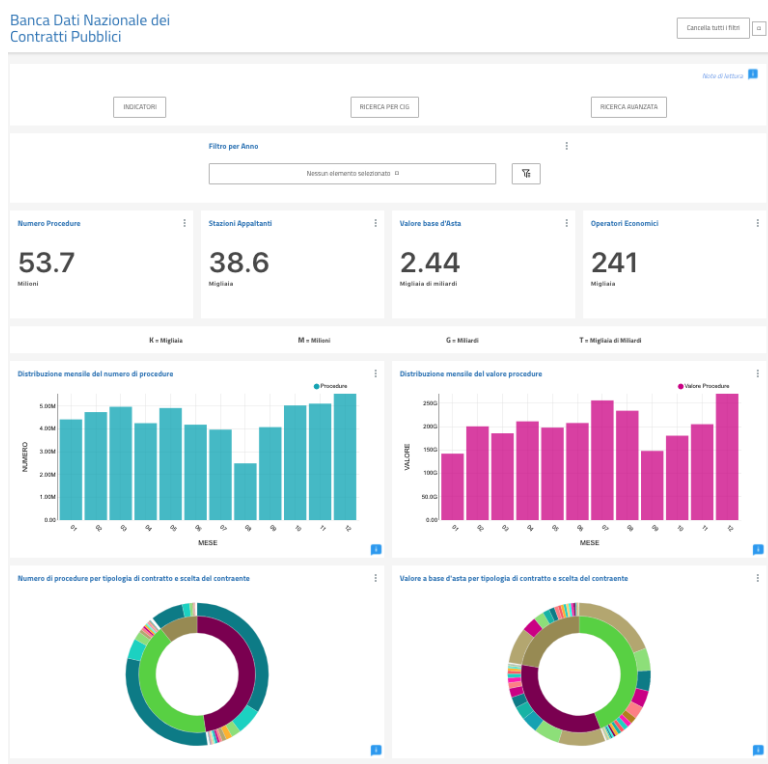 Banca Dati Nazionale dei
Contratti Pubblici
Cancella tutti i filtri
Note di lettura
INDICATORI
RICERCA PER CIG
RICERCA AVANZATA
Filtro per Anno
Nessun elemento selezionato
Numero Procedure
53.7
Milioni
Stazioni Appaltanti
38.6
Migliaia
Valore base d'Asta
2.44
Migliaia di miliardi
Operatori Economici
241
Migliaia
K = Migliaia
M = Milioni
G = Miliardi
T = Migliaia di Miliardi
Distribuzione mensile del numero di procedure
Procedure
NUMERO
5.00M
4.00M
3.00M
2.00M
1.00M
0.00
01
02
03
04
05
06
07
08
09
10
11
12
MESE
Distribuzione mensile del valore procedure
Valore Procedure
VALORE
250G
200G
150G
100G
50.0G
0.00
01
02
03
04
05
06
07
08
09
10
11
12
MESE
Numero di procedure per tipologia di contratto e scelta del contraente
Valore a base d'asta per tipologia di contratto e scelta del contraente